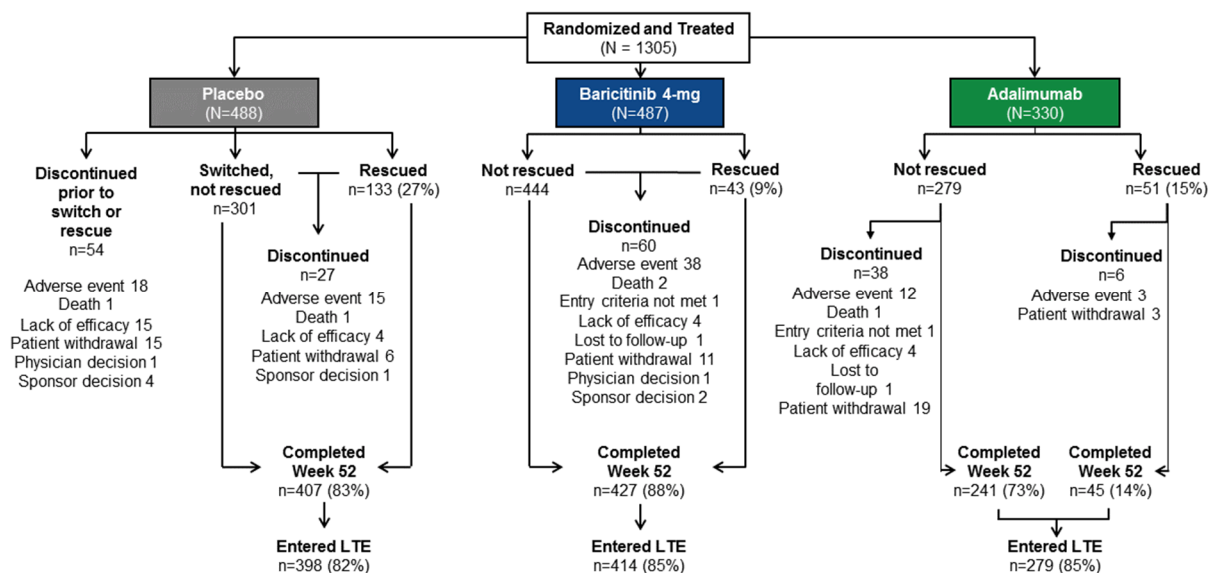 Randomized and Treated
(N = 1305)
Placebo
(N=488)
Baricitinib 4-mg
(N=487)
Adalimumab
(N=330)
Discontinued
prior to
switch or
rescue
n=54
Adverse event 18
Death 1
Lack of efficacy 15
Patient withdrawal 15
Physician decision 1
Sponsor decision 4
Switched,
not rescued
n=301
Rescued
n=133 (27%)
Discontinued
n=27
Adverse event 15
Death 1
Lack of efficacy 4
Patient withdrawal 6
Sponsor decision 1
Completed
Week 52
n=407 (83%)
Entered LTE
n=398 (82%)
Not rescued
n=444
Rescued
n=43 (9%)
Discontinued
n=60
Adverse event 38
Death 2
Entry criteria not met 1
Lack of efficacy 4
Lost to follow-up 1
Patient withdrawal 11
Physician decision 1
Sponsor decision 2
Completed
Week 52
n=427 (88%)
Entered LTE
n=414 (85%)
Not rescued
n=279
Rescued
n=51 (15%)
Discontinued
n=38
Adverse event 12
Death 1
Entry criteria not met 1
Lack of efficacy 4
Lost to
follow-up 1
Patient withdrawal 19
Discontinued
n=6
Adverse event 3
Patient withdrawal 3
Completed
Week 52
n=241 (73%)
Completed
Week 52
n=45 (14%)
Entered LTE
n=279 (85%)